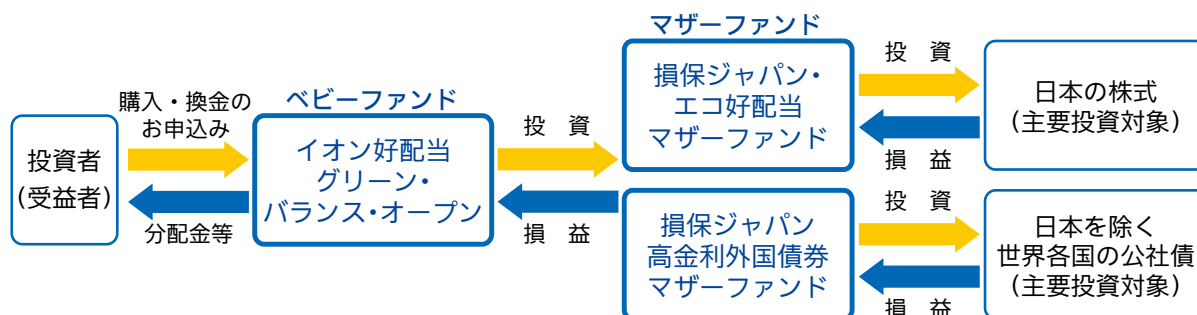 投資者
(受益者)
購入・換金の
お申込み
分配金等
ベビーファンド
イオン好配当
グリーン・
バランス・オープン
投　資
損　益
マザーファンド
損保ジャパン・
エコ好配当
マザーファンド
投　資
損　益
日本の株式
(主要投資対象)
損保ジャパン
高金利外国債券
マザーファンド
投　資
損　益
日本を除く
世界各国の公社債
(主要投資対象)